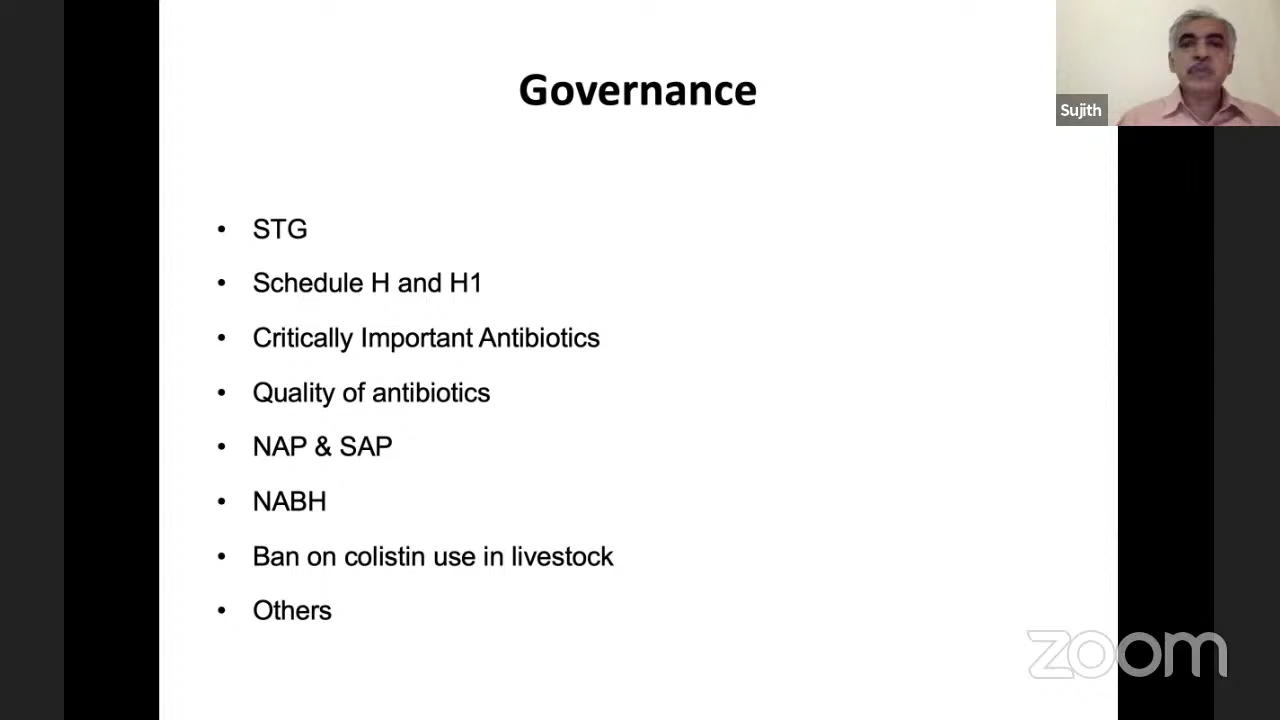 Governance
Sujith
• STG
• Schedule H and H1
• Critically Important Antibiotics
• Quality of antibiotics
• NAP & SAP
• NABH
• Ban on colistin use in livestock
• Others
zoom